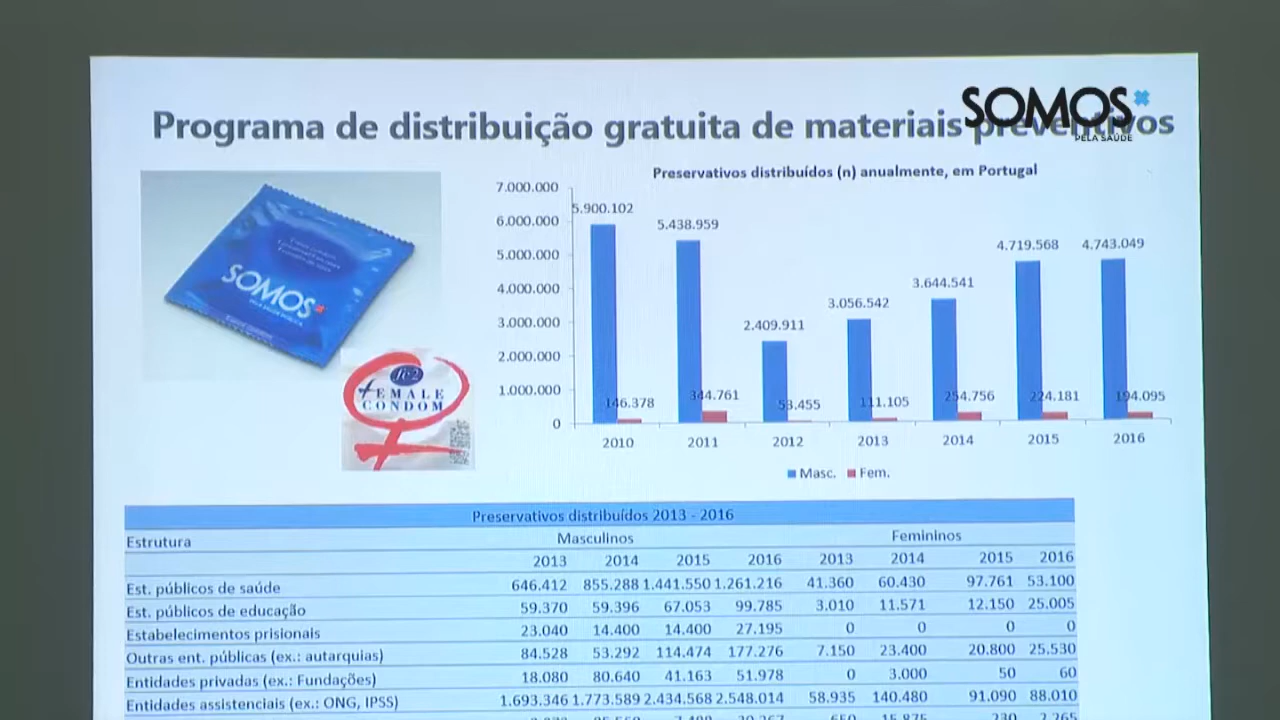 SOMOS
PELA SAÚDE
Programa de distribuição gratuita de materiais preventivos
Preservativos distribuídos (n) anualmente, em Portugal
7.000.000
6.000.000
5.000.000
4.000.000
3.000.000
2.000.000
1.000.000
0
5.900.102
5.438.959
2.409.911
3.056.542
3.644.541
4.719.568
4.743.049
146.378
344.761
53.455
111.105
254.756
224.181
194.095
2010 2011 2012 2013 2014 2015 2016
Masc. Fem.
SOMOS
fc2
FEMALE
CONDOM
Preservativos distribuídos 2013 - 2016
Estrutura Masculinos Femininos
2013 2014 2015 2016 2013 2014 2015 2016
Est. públicos de saúde 646.412 855.288 1.441.550 1.261.216 41.360 60.430 97.761 53.100
Est. públicos de educação 59.370 59.396 67.053 99.785 3.010 11.571 12.150 25.005
Estabelecimentos prisionais 23.040 14.400 14.400 27.195 0 0 0 0
Outras ent. públicas (ex.: autarquias) 84.528 53.292 114.474 177.276 7.150 23.400 20.800 25.530
Entidades privadas (ex.: Fundações) 18.080 80.640 41.163 51.978 0 3.000 50 60
Entidades assistenciais (ex.: ONG, IPSS) 1.693.346 1.773.589 2.434.568 2.548.014 58.935 140.480 91.090 88.010